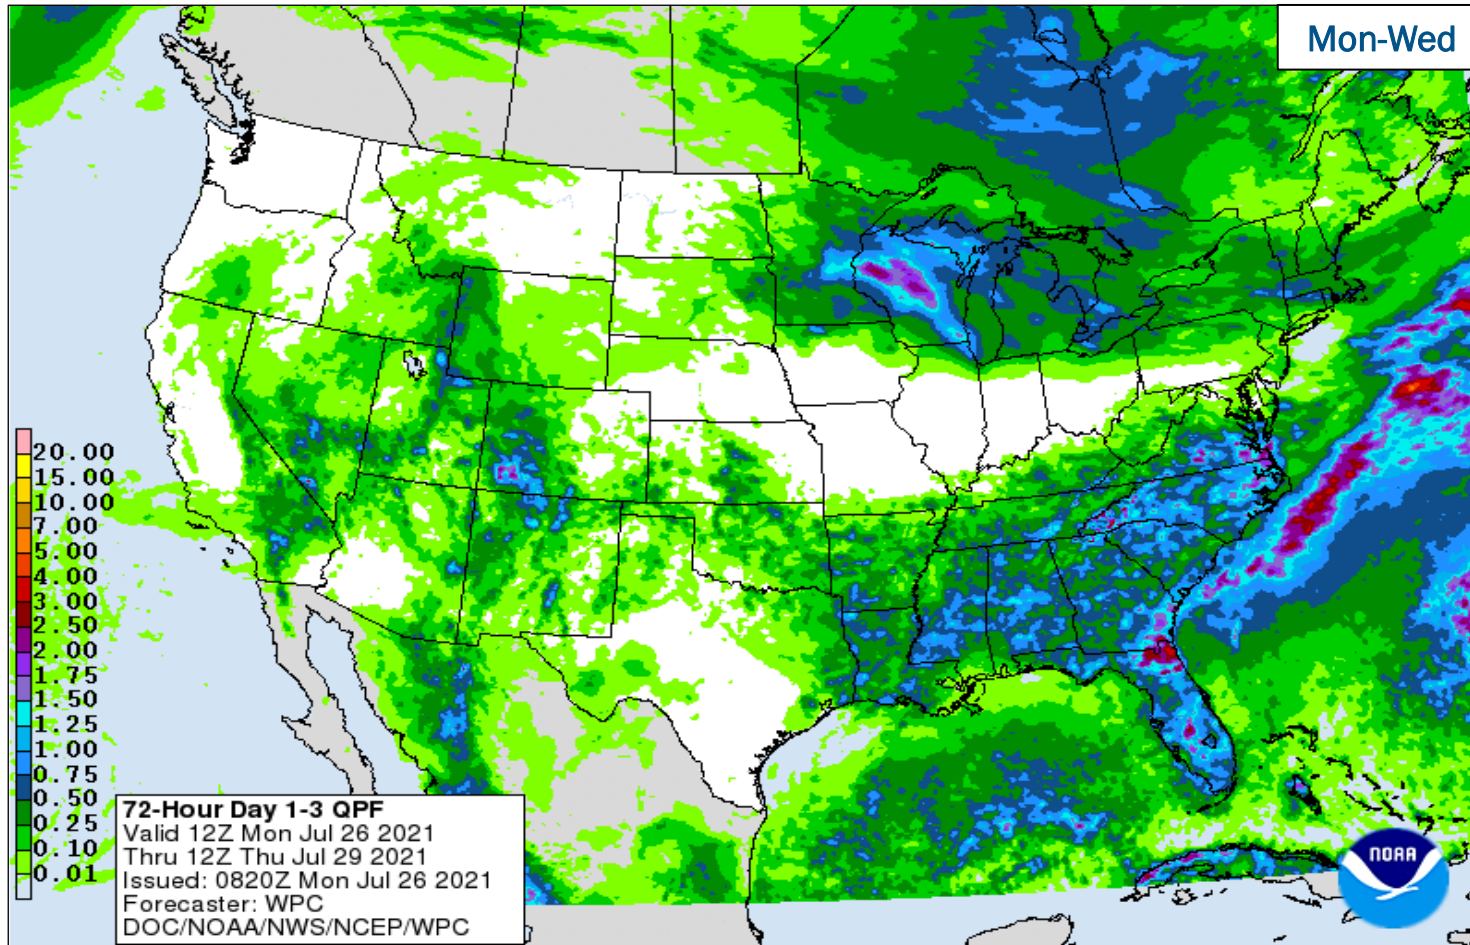 Mon-Wed
20.00
15.00
10.00
7.00
5.00
4.00
3.00
2.50
2.00
1.75
1.50
1.25
1.00
0.75
0.50
0.25
0.10
0.01
72-Hour Day 1-3 QPF
Valid 12Z Mon Jul 26 2021
Thru 12Z Thu Jul 29 2021
Issued: 0820Z Mon Jul 26 2021
Forecaster: WPC
DOC/NOAA/NWS/NCEP/WPC
NOAA